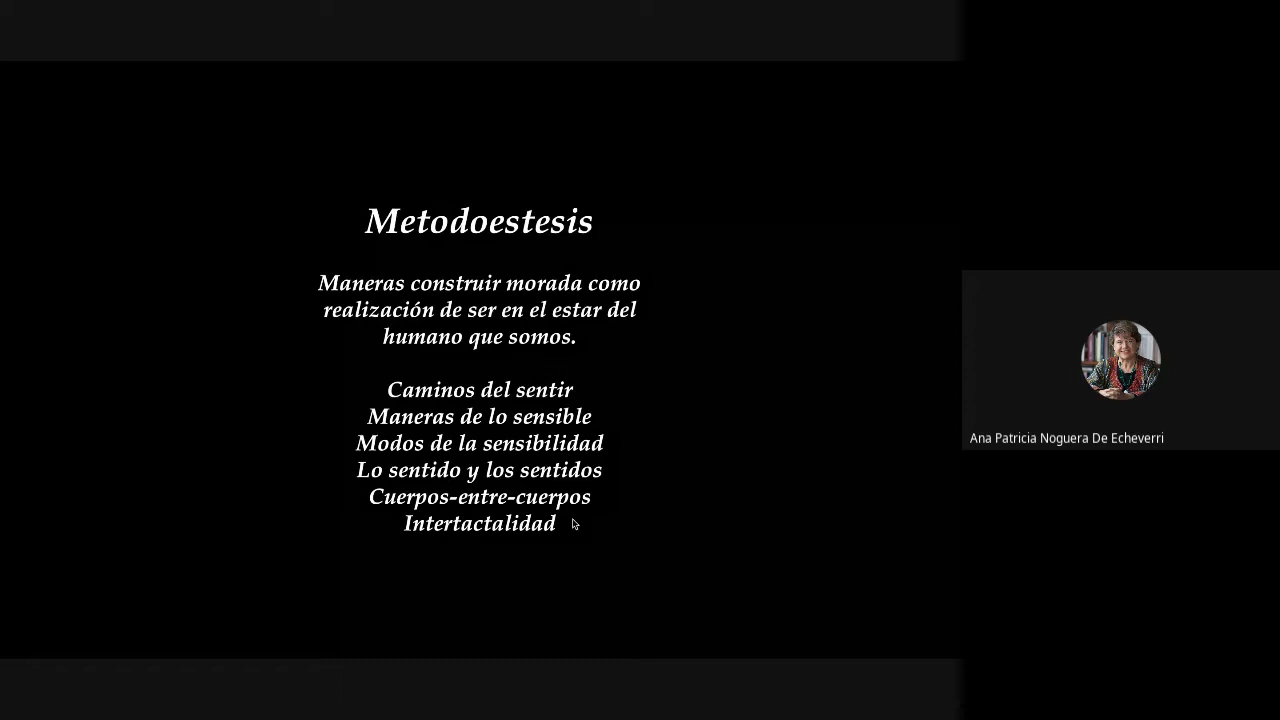 Metodoestesis
Maneras construir morada como
realización de ser en el estar del
humano que somos.
Caminos del sentir
Maneras de lo sensible
Modos de la sensibilidad
Lo sentido y los sentidos
Cuerpos-entre-cuerpos
Intertactalidad
Ana Patricia Noguera De Echeverri